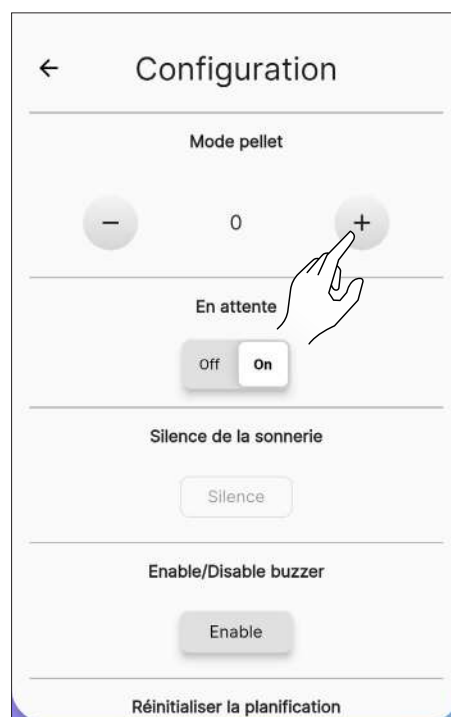 ← Configuration
Mode pellet
− 0 +
En attente
Off On
Silence de la sonnerie
Silence
Enable/Disable buzzer
Enable
Réinitialiser la planification